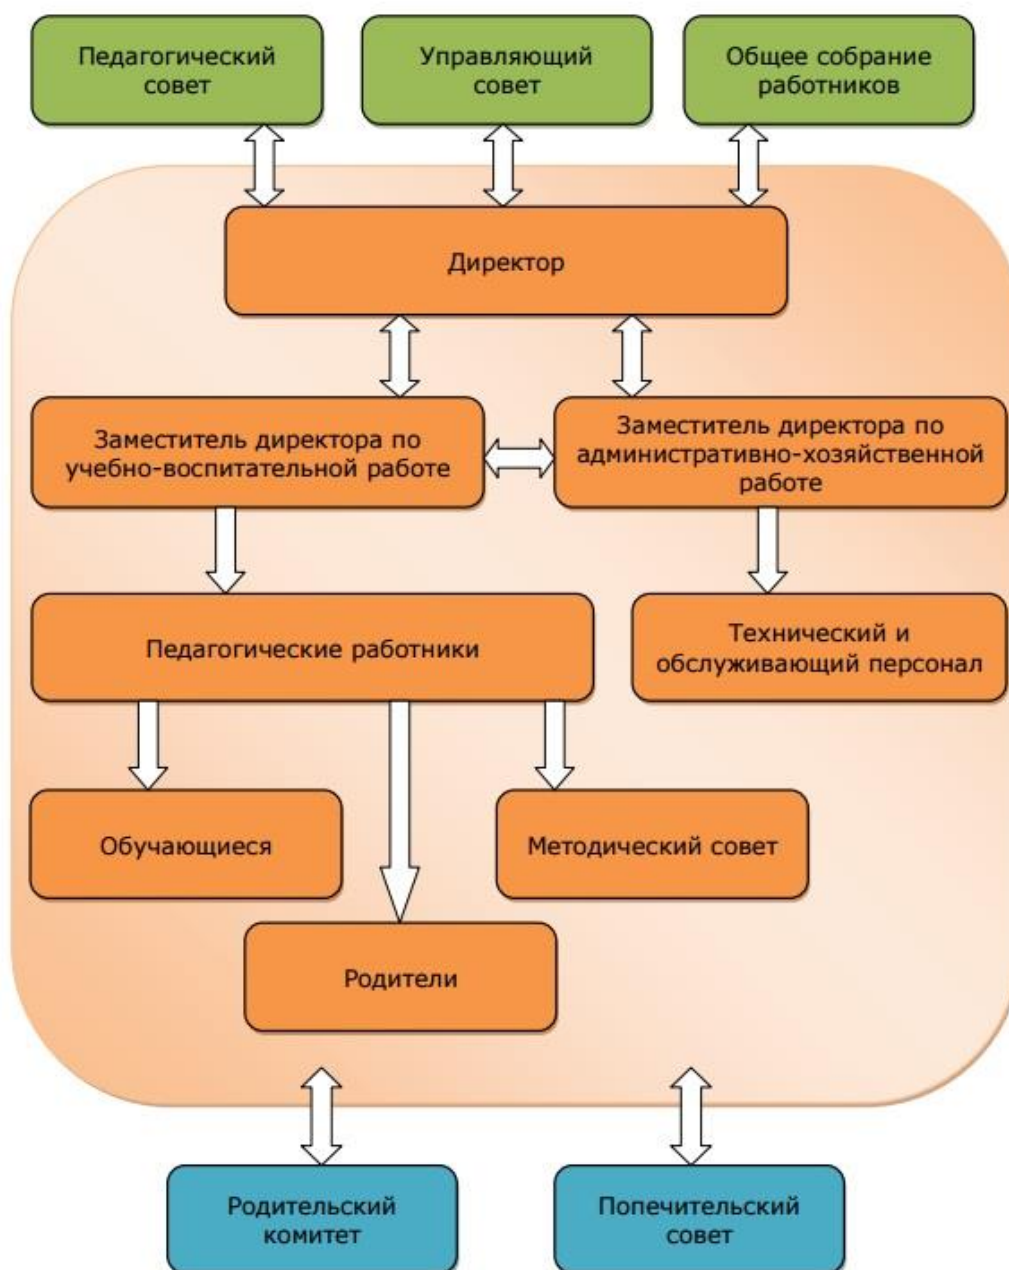 Педагогический
совет
Управляющий
совет
Общее собрание
работников
Директор
Заместитель директора по
учебно-воспитательной работе
Заместитель директора по
административно-хозяйственной
работе
Педагогические работники
Технический и
обслуживающий персонал
Обучающиеся
Методический совет
Родители
Родительский
комитет
Попечительский
совет